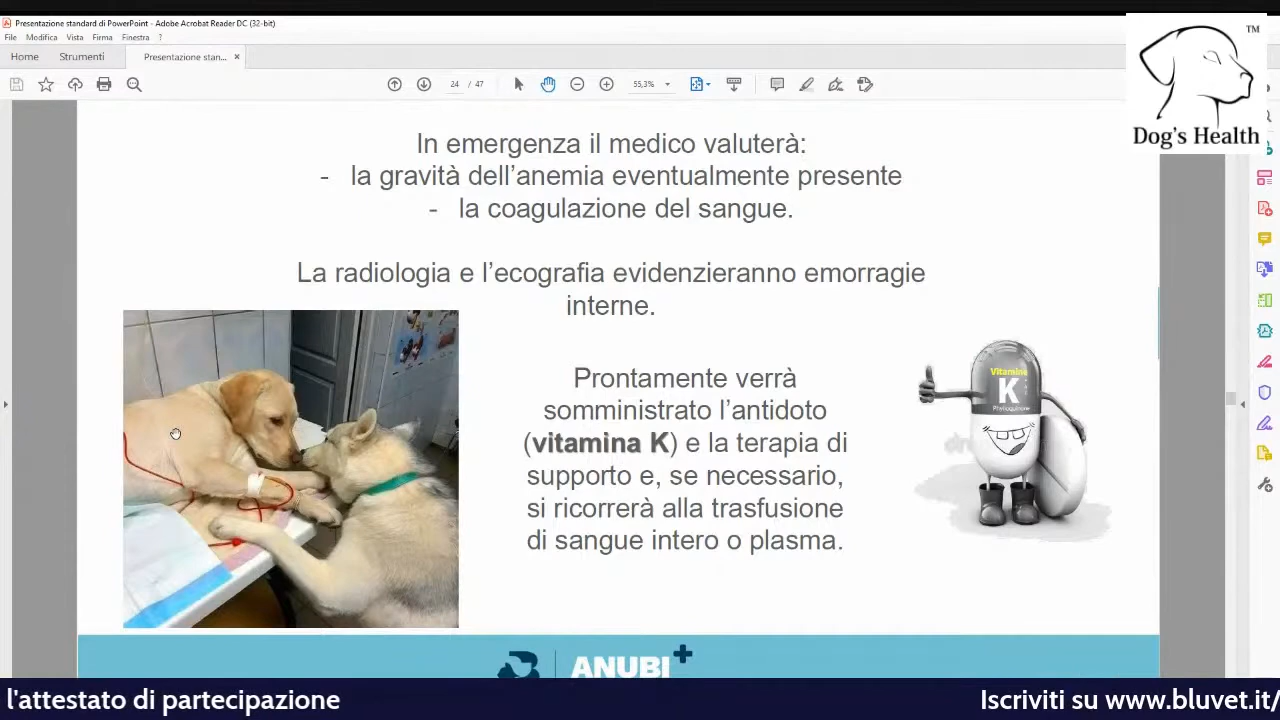 Presentazione standard di PowerPoint - Adobe Acrobat Reader DC (32-bit)
File Modifica Vista Firma Finestra ?
Home Strumenti Presentazione stan... ×
24 / 47 55,3%
TM
Dog's Health
In emergenza il medico valuterà:
- la gravità dell'anemia eventualmente presente
- la coagulazione del sangue.
La radiologia e l'ecografia evidenzieranno emorragie
interne.
Prontamente verrà
somministrato l'antidoto
(vitamina K) e la terapia di
supporto e, se necessario,
si ricorrerà alla trasfusione
di sangue intero o plasma.
Vitamine
K
Phylloquinone
ANUBI+
l'attestato di partecipazione
Iscriviti su www.bluvet.it/